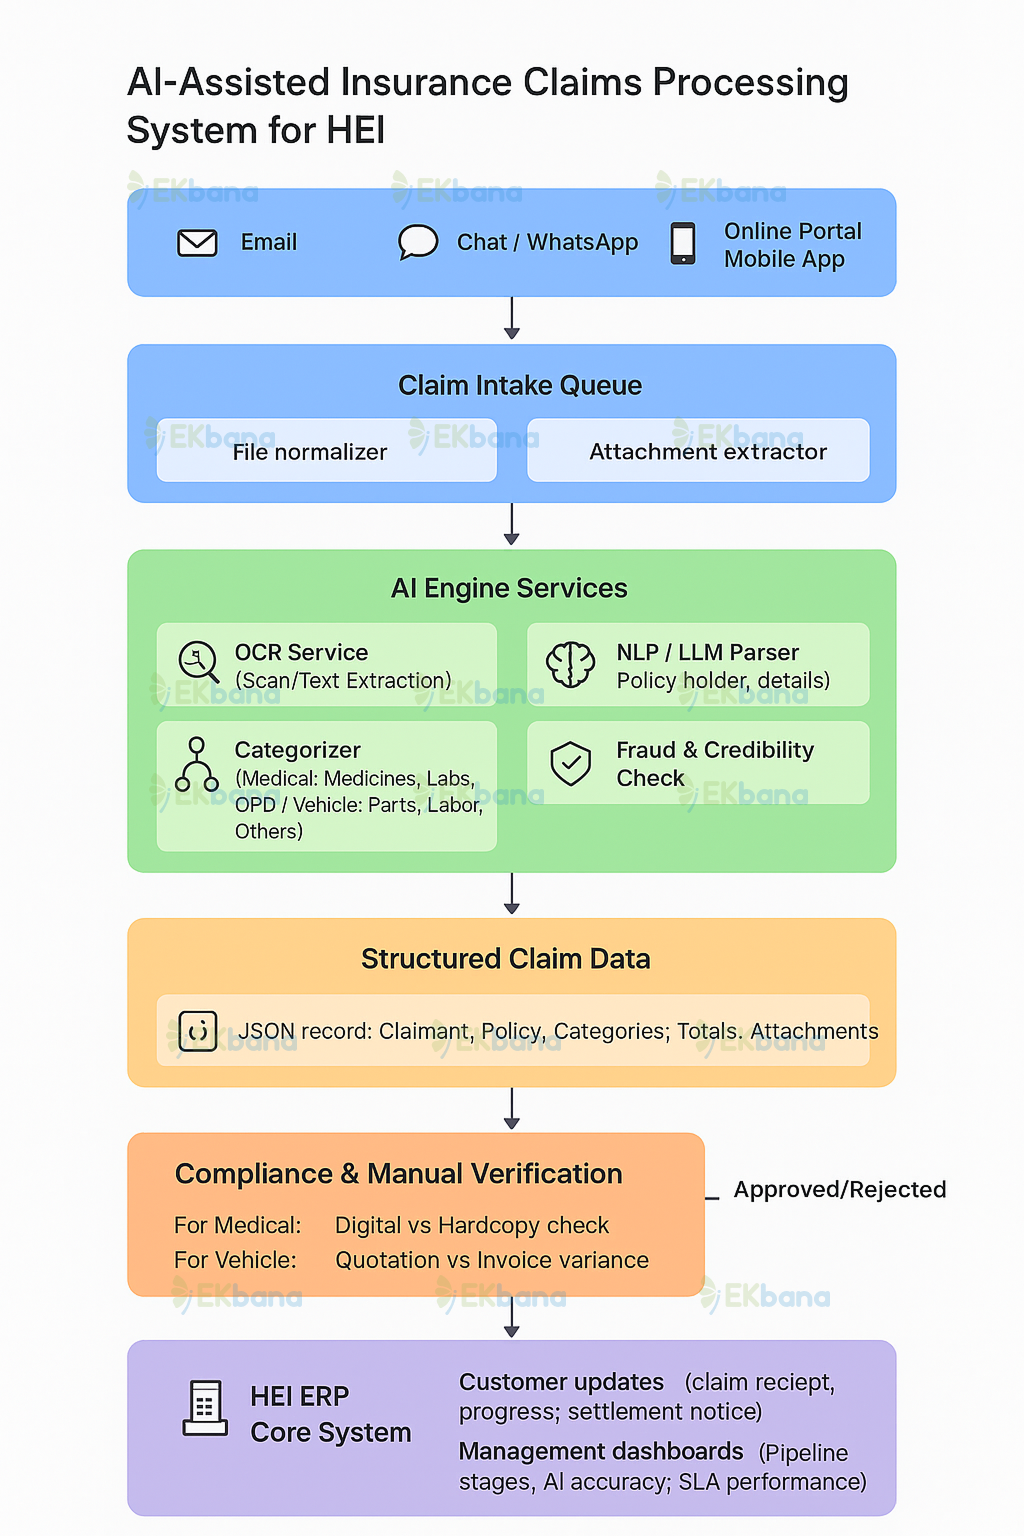 AI-Assisted Insurance Claims Processing
System for HEI
EKbana EKbana EKbana
Email
Chat / WhatsApp
Online Portal
Mobile App
Claim Intake Queue
EKbana EKbana EKbana
File normalizer
Attachment extractor
AI Engine Services
OCR Service
(Scan/Text Extraction)
NLP / LLM Parser
Policy holder, details)
EKbana EKbana EKbana
Categorizer
(Medical: Medicines, Labs,
OPD / Vehicle: Parts, Labor,
Others)
Fraud & Credibility
Check
EKbana EKbana EKbana
Structured Claim Data
JSON record: Claimant, Policy, Categories; Totals. Attachments
EKbana EKbana EKbana
Compliance & Manual Verification
For Medical: Digital vs Hardcopy check
For Vehicle: Quotation vs Invoice variance
Approved/Rejected
EKbana EKbana EKbana
HEI ERP
Core System
Customer updates (claim reciept,
progress; settlement notice)
Management dashboards (Pipeline
stages, AI accuracy; SLA performance)